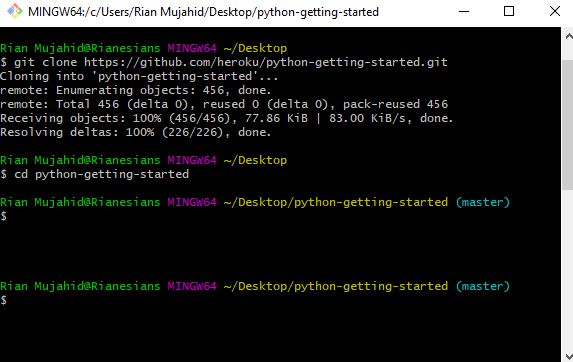 MINGW64:/c/Users/Rian Mujahid/Desktop/python-getting-started
Rian Mujahid@Rianesians MINGW64 ~/Desktop
$ git clone https://github.com/heroku/python-getting-started.git
Cloning into 'python-getting-started'...
remote: Enumerating objects: 456, done.
remote: Total 456 (delta 0), reused 0 (delta 0), pack-reused 456
Receiving objects: 100% (456/456), 77.86 KiB | 83.00 KiB/s, done.
Resolving deltas: 100% (226/226), done.
Rian Mujahid@Rianesians MINGW64 ~/Desktop
$ cd python-getting-started
Rian Mujahid@Rianesians MINGW64 ~/Desktop/python-getting-started (master)
$
Rian Mujahid@Rianesians MINGW64 ~/Desktop/python-getting-started (master)
$